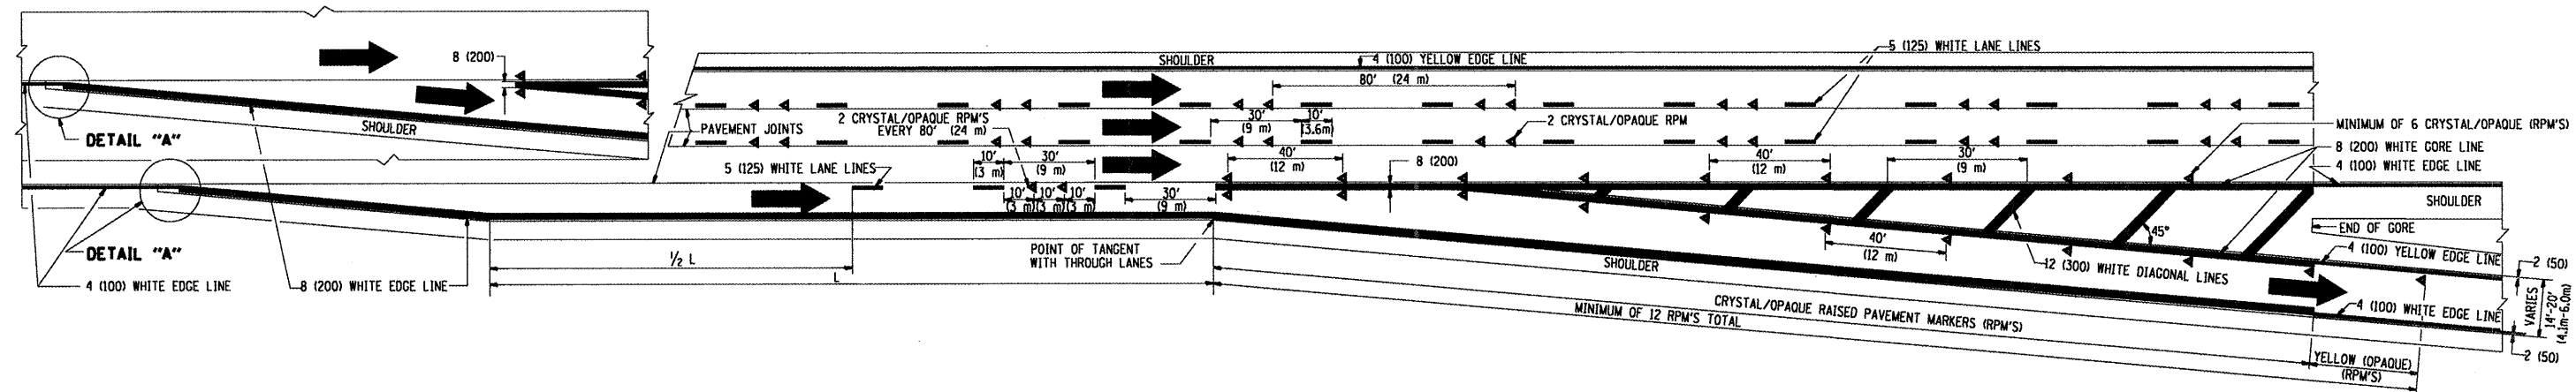 8 (200)
DETAIL "A"
SHOULDER
DETAIL "A"
4 (100) WHITE EDGE LINE
8 (200) WHITE EDGE LINE
PAVEMENT JOINTS
2 CRYSTAL/OPAQUE RPM'S
EVERY 80' (24 m)
5 (125) WHITE LANE LINES
10'
(3 m)
30'
(9 m)
10'
(3 m)
10'
(3 m)
10'
(3 m)
30'
(9 m)
½ L
L
POINT OF TANGENT
WITH THROUGH LANES
SHOULDER
4 (100) YELLOW EDGE LINE
80' (24 m)
5 (125) WHITE LANE LINES
30'
(9 m)
10'
(3.6m)
2 CRYSTAL/OPAQUE RPM
40'
(12 m)
8 (200)
40'
(12 m)
30'
(9 m)
MINIMUM OF 6 CRYSTAL/OPAQUE (RPM'S)
8 (200) WHITE GORE LINE
4 (100) WHITE EDGE LINE
SHOULDER
END OF GORE
45°
40'
(12 m)
12 (300) WHITE DIAGONAL LINES
SHOULDER
4 (100) YELLOW EDGE LINE
2 (50)
VARIES
14'-20'
(4.1m-6.0m)
4 (100) WHITE EDGE LINE
2 (50)
CRYSTAL/OPAQUE RAISED PAVEMENT MARKERS (RPM'S)
MINIMUM OF 12 RPM'S TOTAL
YELLOW (OPAQUE)
(RPM'S)